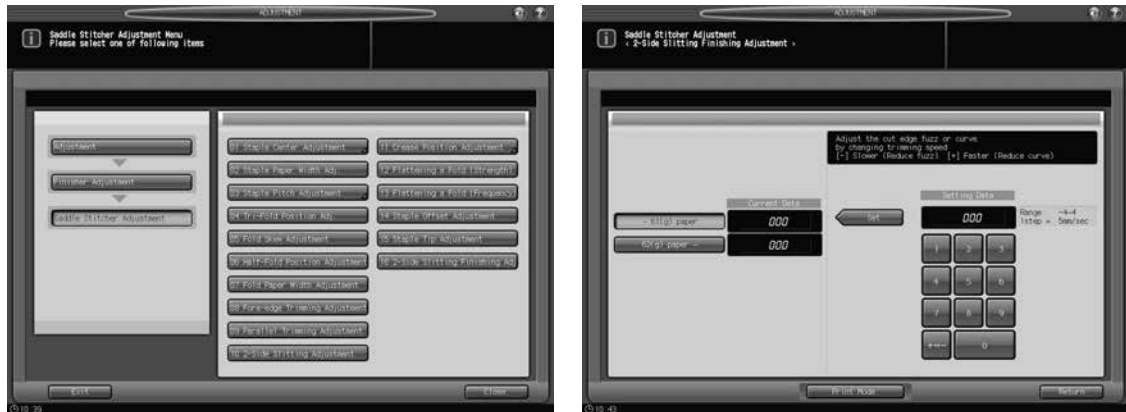 ADJUSTMENT
Saddle Stitcher Adjustment Menu
Please select one of following items
Adjustment
Finisher Adjustment
Saddle Stitcher Adjustment
01 Staple Center Adjustment
02 Staple Paper Width Adj.
03 Staple Pitch Adjustment
04 Tri-Fold Position Adj.
05 Fold Skew Adjustment
06 Half-Fold Position Adjustment
07 Fold Paper Width Adjustment
08 Fore-edge Trimming Adjustment
09 Parallel Trimming Adjustment
10 2-Side Slitting Adjustment
11 Crease Position Adjustment
12 Flattening a Fold (Strength)
13 Flattening a Fold (Frequency)
14 Staple Offset Adjustment
15 Staple Tip Adjustment
16 2-Side Slitting Finishing Adj
Exit
Close
10:39
ADJUSTMENT
Saddle Stitcher Adjustment
< 2-Side Slitting Finishing Adjustment >
Adjust the cut edge fuzz or curve
by changing trimming speed
[-] Slower (Reduce fuzz) [+] Faster (Reduce curve)
Current Data
- 61(g) paper
000
62(g) paper -
000
Setting Data
Set
000
Range -4~4
1step = 5mm/sec
1 2 3
4 5 6
7 8 9
0
Print Mode
Return
10:43